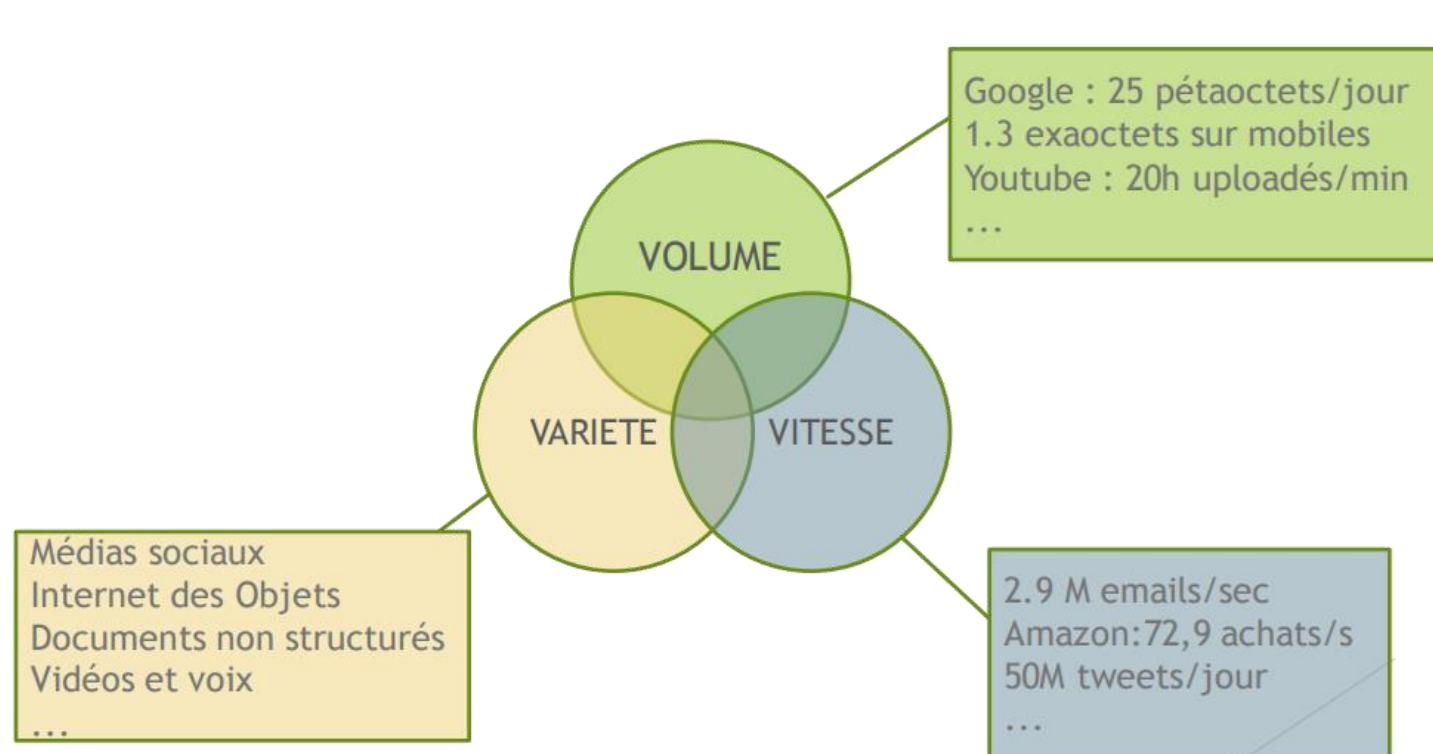 Google : 25 pétaoctets/jour
1.3 exaoctets sur mobiles
Youtube : 20h uploadés/min
...
VOLUME
VARIETE
VITESSE
Médias sociaux
Internet des Objets
Documents non structurés
Vidéos et voix
...
2.9 M emails/sec
Amazon:72,9 achats/s
50M tweets/jour
...